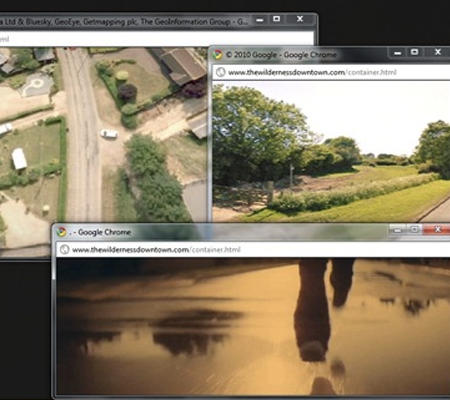 Ltd & Bluesky, GeoEye, Getmapping plc, The GeoInformation Group - G...
html
© 2010 Google - Google Chrome
www.thewildernessdowntown.com/container.html
. - Google Chrome
www.thewildernessdowntown.com/container.html